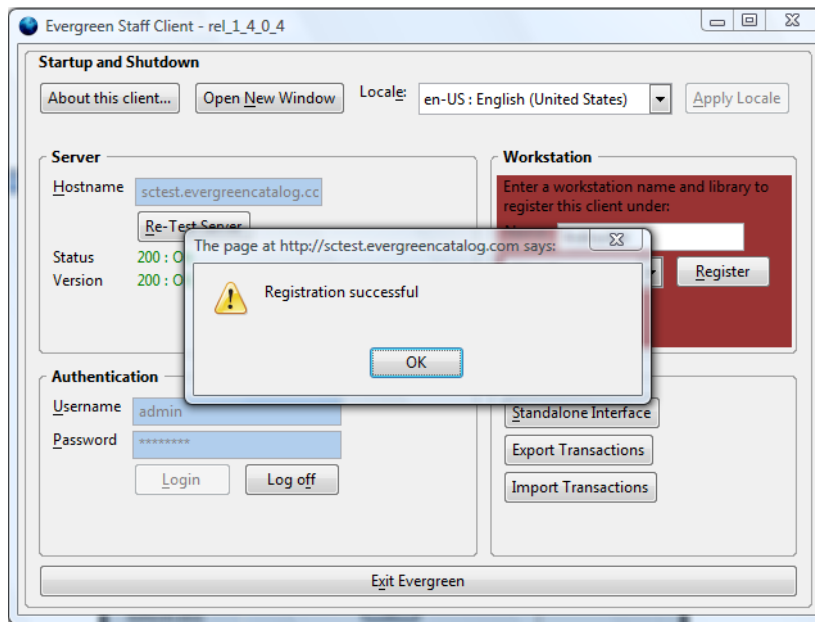 Evergreen Staff Client - rel_1_4_0_4
Startup and Shutdown
About this client...
Open New Window
Locale:
en-US : English (United States)
Apply Locale
Server
Hostname
sctest.evergreencatalog.cc
Re-Test Server
Status
200 : O
Version
200 : O
Workstation
Enter a workstation name and library to
register this client under:
Register
The page at http://sctest.evergreencatalog.com says:
Registration successful
OK
Authentication
Username
admin
Password
********
Login
Log off
Standalone Interface
Export Transactions
Import Transactions
Exit Evergreen